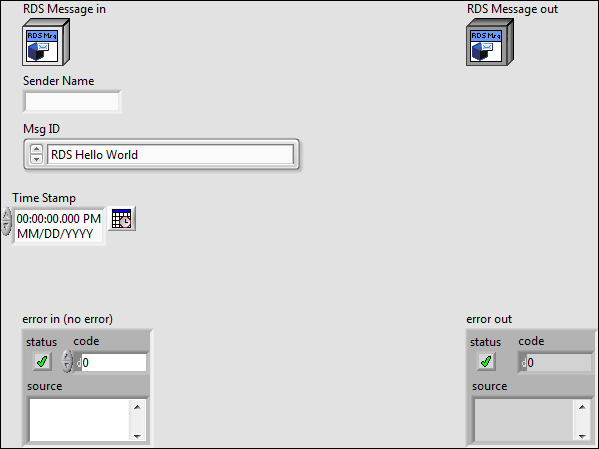 RDS Message in
RDS Message out
RDS Msg
RDS Msg
Sender Name
Msg ID
RDS Hello World
Time Stamp
00:00:00.000 PM
MM/DD/YYYY
error in (no error)
error out
status
code
status
code
d0
d0
source
source